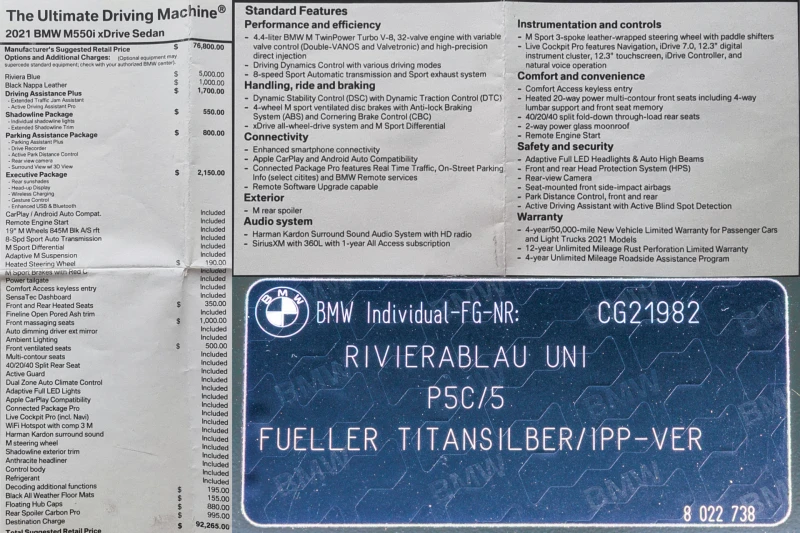 The Ultimate Driving Machine®
2021 BMW M550i xDrive Sedan
Manufacturer's Suggested Retail Price $ 76,800.00
Options and Additional Charges: (Optional equipment may
supercede standard equipment; check with your authorized BMW center).
Riviera Blue $ 5,000.00
Black Nappa Leather $ 1,000.00
Driving Assistance Plus $ 1,700.00
- Extended Traffic Jam Assistant
- Active Driving Assistant Pro
Shadowline Package $ 550.00
- Individual shadowline lights
- Extended Shadowline Trim
Parking Assistance Package $ 800.00
- Parking Assistant Plus
- Drive Recorder
- Active Park Distance Control
- Rear view camera
- Surround View w/ 3D View
Executive Package $ 2,150.00
- Rear sunshades
- Head-up Display
- Wireless Charging
- Gesture Control
- Enhanced USB & Bluetooth
CarPlay / Android Auto Compat. Included
Remote Engine Start Included
19" M Wheels 845M Blk A/S rft Included
8-Spd Sport Auto Transmission Included
M Sport Differential Included
Adaptive M Suspension Included
Heated Steering Wheel $ 190.00
M Sport Brakes with Red C Included
Power tailgate Included
Comfort Access keyless entry Included
SensaTec Dashboard Included
Front and Rear Heated Seats $ 350.00
Fineline Open Pored Ash trim Included
Front massaging seats $ 1,000.00
Auto dimming driver ext mirror Included
Ambient Lighting Included
Front ventilated seats $ 500.00
Multi-contour seats Included
40/20/40 Split Rear Seat Included
Active Guard Included
Dual Zone Auto Climate Control Included
Adaptive Full LED Lights Included
Apple CarPlay Compatibility Included
Connected Package Pro Included
Live Cockpit Pro (incl. Navi) Included
WiFi Hotspot with comp 3 M Included
Harman Kardon surround sound Included
M steering wheel Included
Shadowline exterior trim Included
Anthracite headliner Included
Control body Included
Refrigerant Included
Decoding additional functions Included
Black All Weather Floor Mats $ 195.00
Floating Hub Caps $ 155.00
Rear Spoiler Carbon Pro $ 880.00
Destination Charge $ 995.00
Total Suggested Retail Price $ 92,265.00
Standard Features
Performance and efficiency
- 4.4-liter BMW M TwinPower Turbo V-8, 32-valve engine with variable
valve control (Double-VANOS and Valvetronic) and high-precision
direct injection
- Driving Dynamics Control with various driving modes
- 8-speed Sport Automatic transmission and Sport exhaust system
Handling, ride and braking
- Dynamic Stability Control (DSC) with Dynamic Traction Control (DTC)
- 4-wheel M sport ventilated disc brakes with Anti-lock Braking
System (ABS) and Cornering Brake Control (CBC)
- xDrive all-wheel-drive system and M Sport Differential
Connectivity
- Enhanced smartphone connectivity
- Apple CarPlay and Android Auto Compatibility
- Connected Package Pro features Real Time Traffic, On-Street Parking
Info (select citites) and BMW Remote services
- Remote Software Upgrade capable
Exterior
- M rear spoiler
Audio system
- Harman Kardon Surround Sound Audio System with HD radio
- SiriusXM with 360L with 1-year All Access subscription
Instrumentation and controls
- M Sport 3-spoke leather-wrapped steering wheel with paddle shifters
- Live Cockpit Pro features Navigation, iDrive 7.0, 12.3" digital
instrument cluster, 12.3" touchscreen, iDrive Controller, and
natural voice operation
Comfort and convenience
- Comfort Access keyless entry
- Heated 20-way power multi-contour front seats including 4-way
lumbar support and front seat memory
- 40/20/40 split fold-down through-load rear seats
- 2-way power glass moonroof
- Remote Engine Start
Safety and security
- Adaptive Full LED Headlights & Auto High Beams
- Front and rear Head Protection System (HPS)
- Rear-view Camera
- Seat-mounted front side-impact airbags
- Park Distance Control, front and rear
- Active Driving Assistant with Active Blind Spot Detection
Warranty
- 4-year/50,000-mile New Vehicle Limited Warranty for Passenger Cars
and Light Trucks 2021 Models
- 12-year Unlimited Mileage Rust Perforation Limited Warranty
- 4-year Unlimited Mileage Roadside Assistance Program
BMW
BMW Individual-FG-NR: CG21982
RIVIERABLAU UNI
P5C/5
FUELLER TITANSILBER/IPP-VER
8 022 738